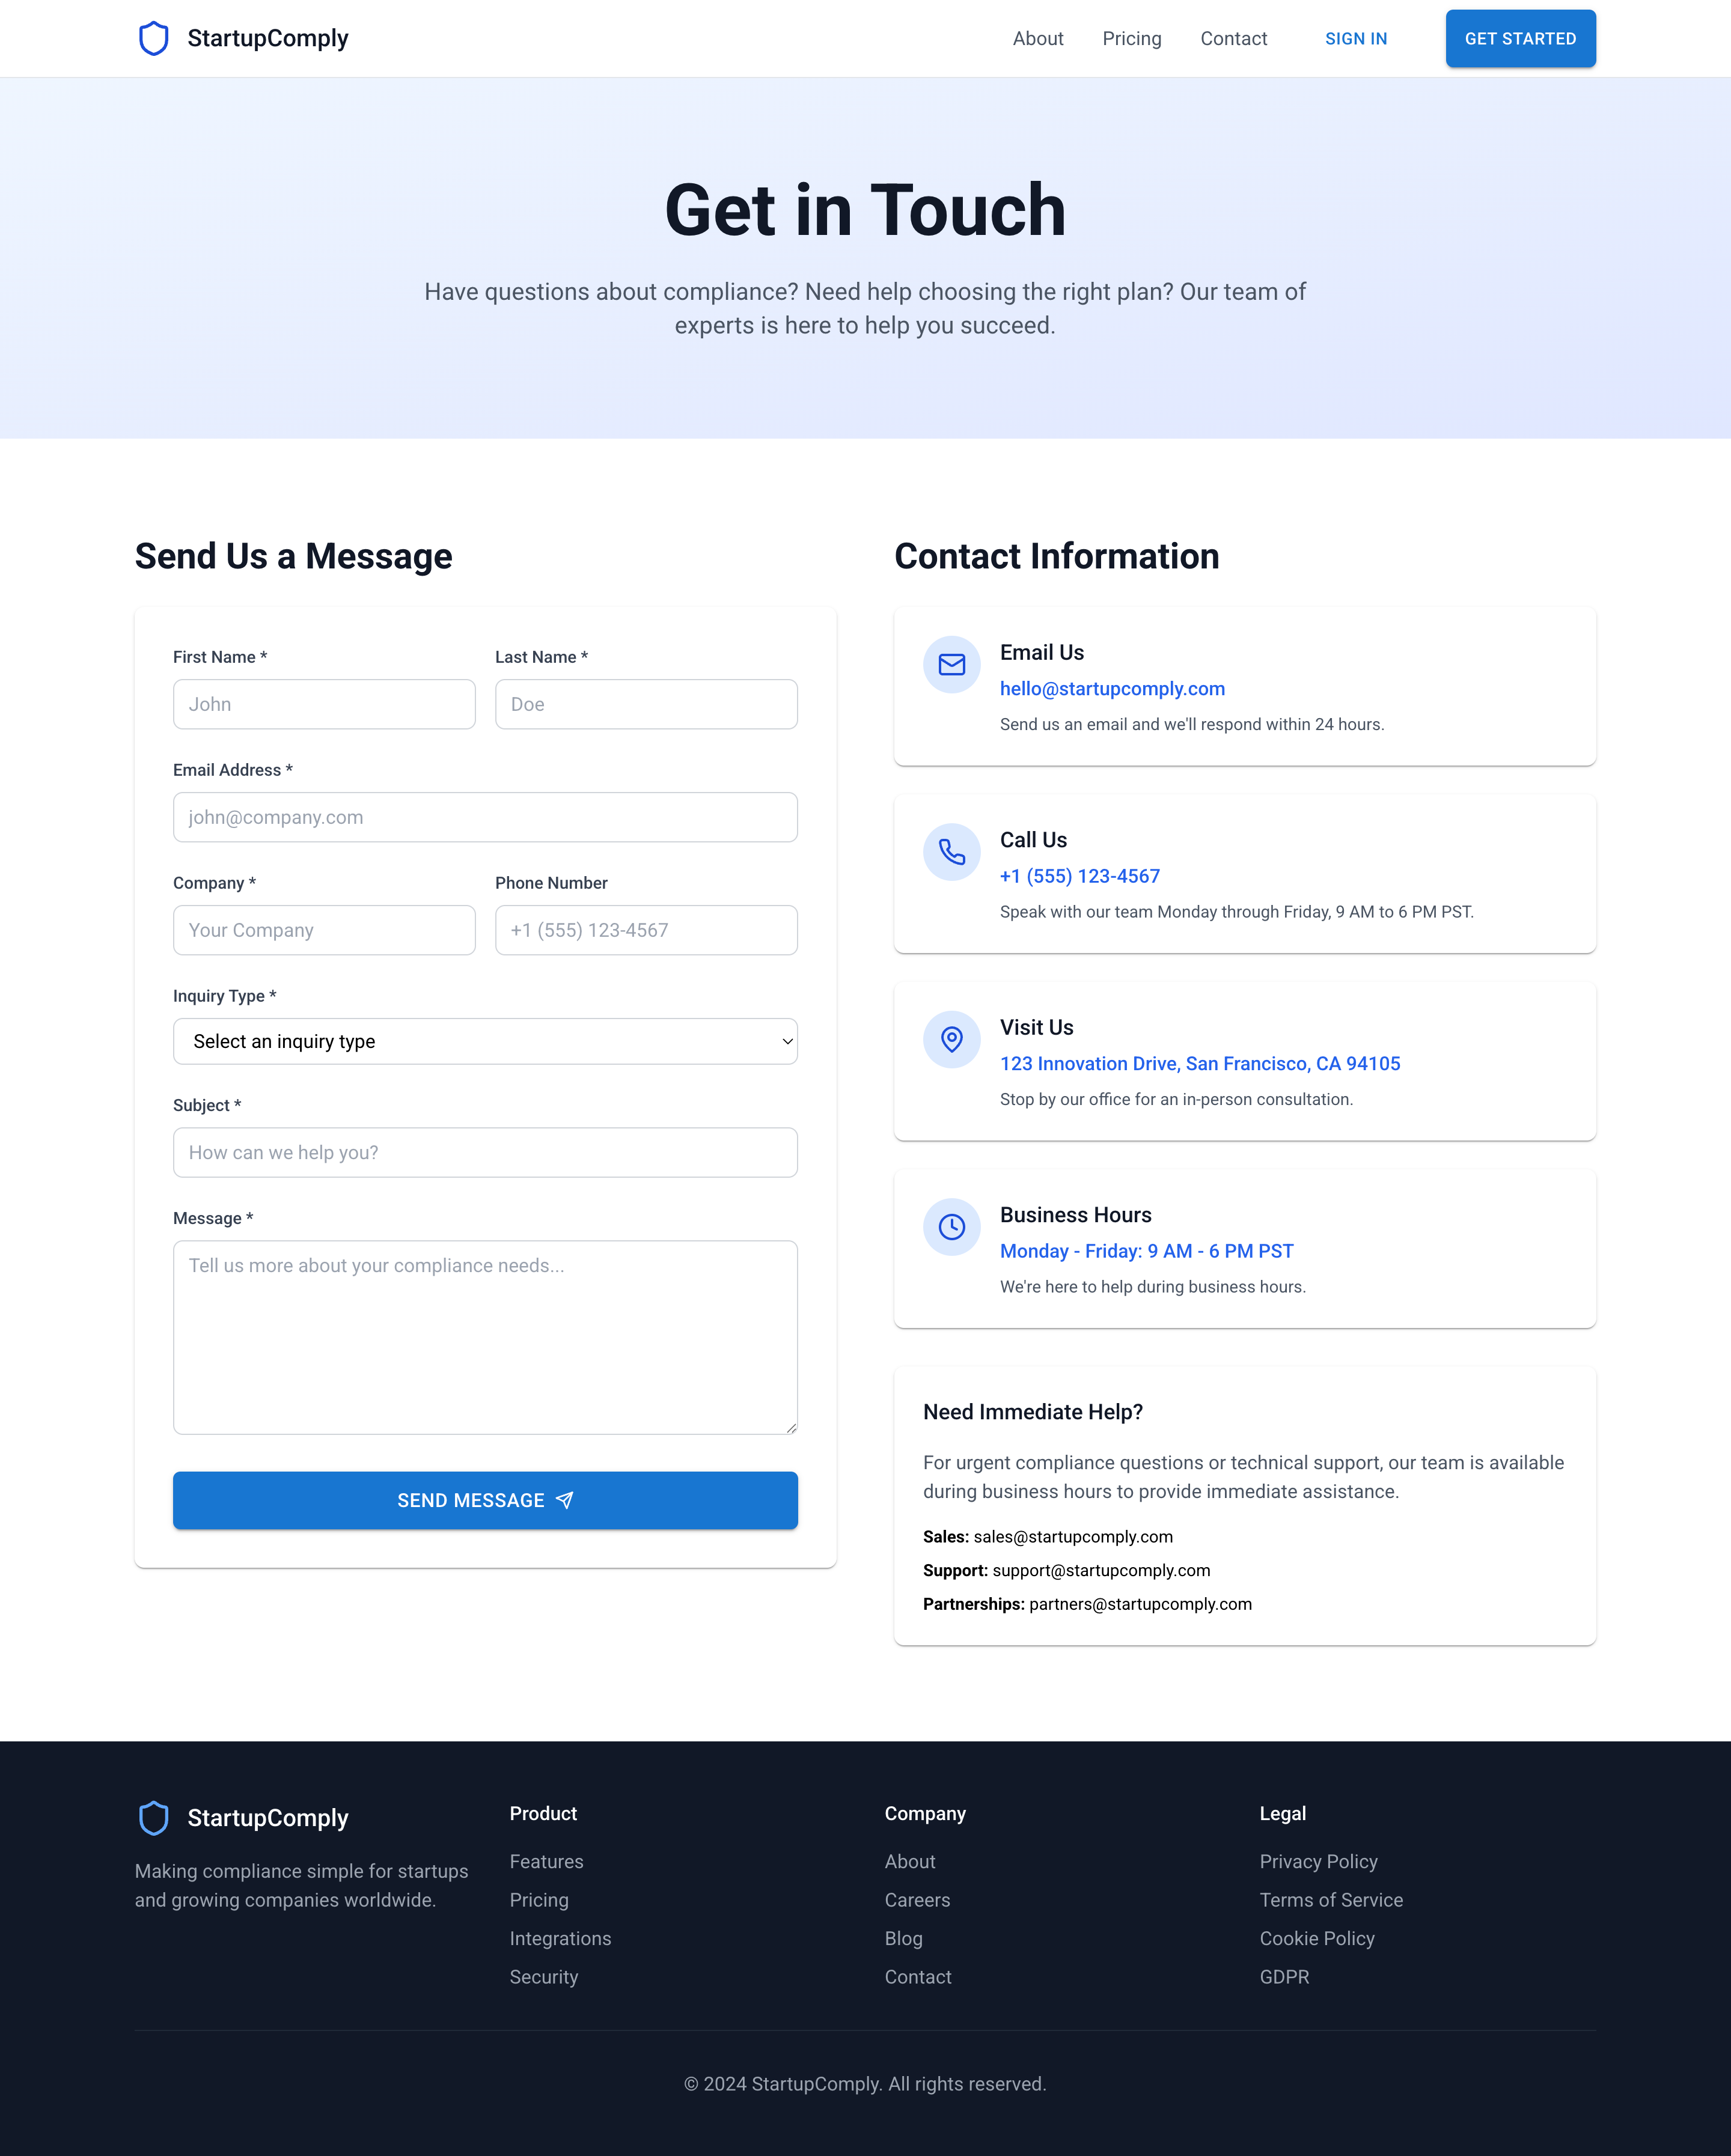 StartupComply
About
Pricing
Contact
SIGN IN
GET STARTED
Get in Touch
Have questions about compliance? Need help choosing the right plan? Our team of
experts is here to help you succeed.
Send Us a Message
First Name *
Last Name *
John
Doe
Email Address *
john@company.com
Company *
Phone Number
Your Company
+1 (555) 123-4567
Inquiry Type *
Select an inquiry type
Subject *
How can we help you?
Message *
Tell us more about your compliance needs...
SEND MESSAGE
Contact Information
Email Us
hello@startupcomply.com
Send us an email and we'll respond within 24 hours.
Call Us
+1 (555) 123-4567
Speak with our team Monday through Friday, 9 AM to 6 PM PST.
Visit Us
123 Innovation Drive, San Francisco, CA 94105
Stop by our office for an in-person consultation.
Business Hours
Monday - Friday: 9 AM - 6 PM PST
We're here to help during business hours.
Need Immediate Help?
For urgent compliance questions or technical support, our team is available
during business hours to provide immediate assistance.
Sales: sales@startupcomply.com
Support: support@startupcomply.com
Partnerships: partners@startupcomply.com
StartupComply
Making compliance simple for startups
and growing companies worldwide.
Product
Features
Pricing
Integrations
Security
Company
About
Careers
Blog
Contact
Legal
Privacy Policy
Terms of Service
Cookie Policy
GDPR
© 2024 StartupComply. All rights reserved.